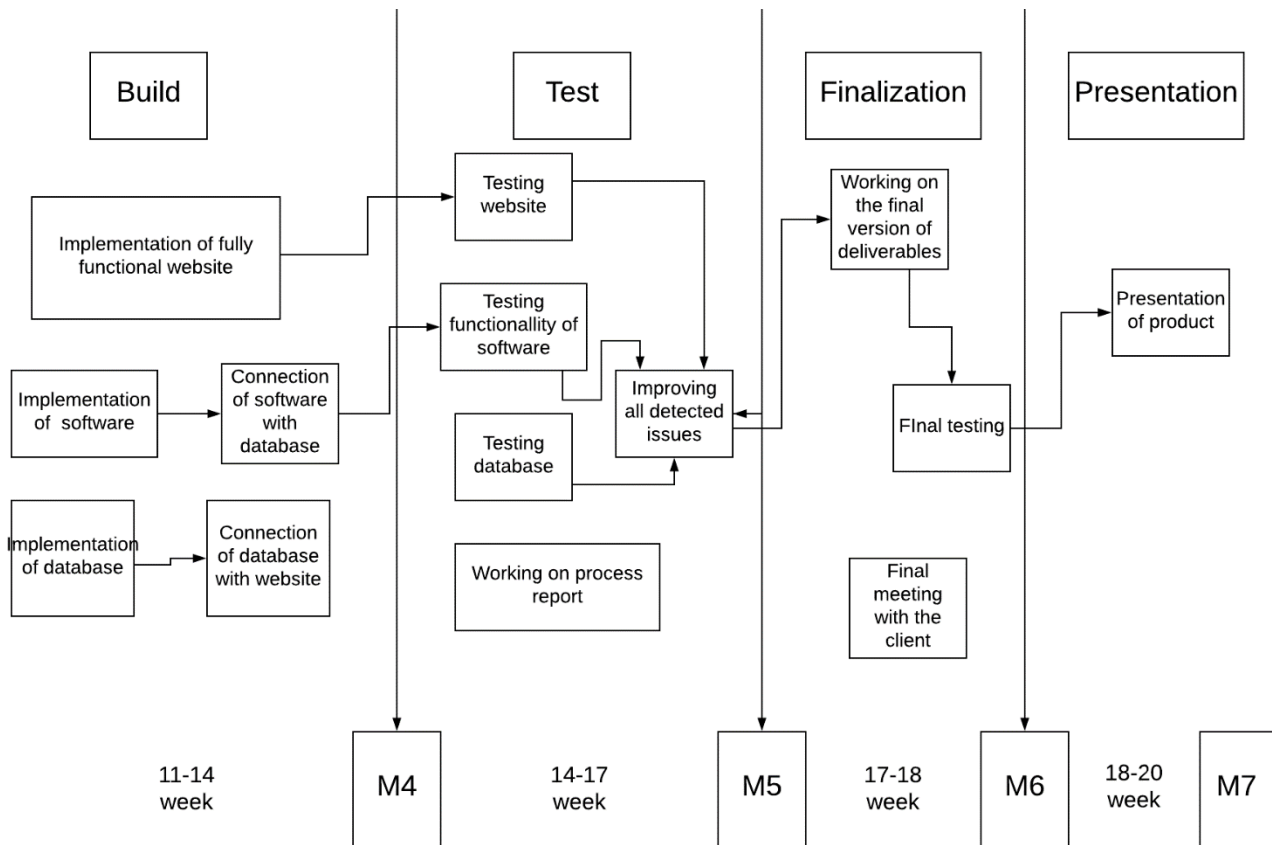 Build
Test
Finalization
Presentation
Implementation of fully
functional website
Testing
website
Working on
the final
version of
deliverables
Testing
functionallity of
software
Presentation
of product
Implementation
of software
Connection
of software
with
database
Improving
all detected
issues
FInal testing
Testing
database
Implementation
of database
Connection
of database
with website
Working on process
report
Final
meeting
with the
client
11-14
week
M4
14-17
week
M5
17-18
week
M6
18-20
week
M7